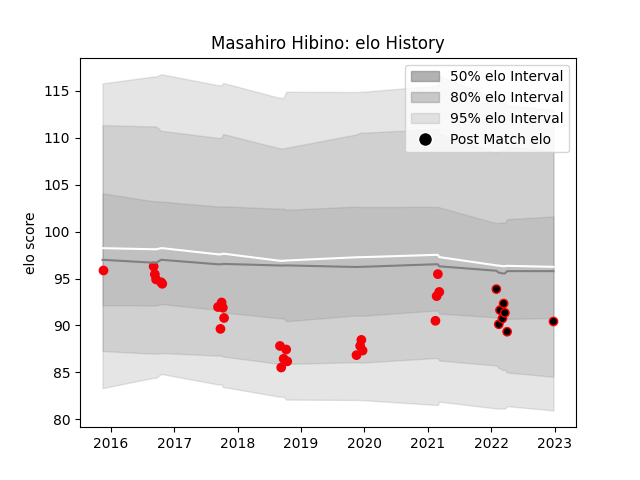 Masahiro Hibino: elo History
50% elo Interval
80% elo Interval
95% elo Interval
Post Match elo
elo score
115
110
105
100
95
90
85
80
2016 2017 2018 2019 2020 2021 2022 2023